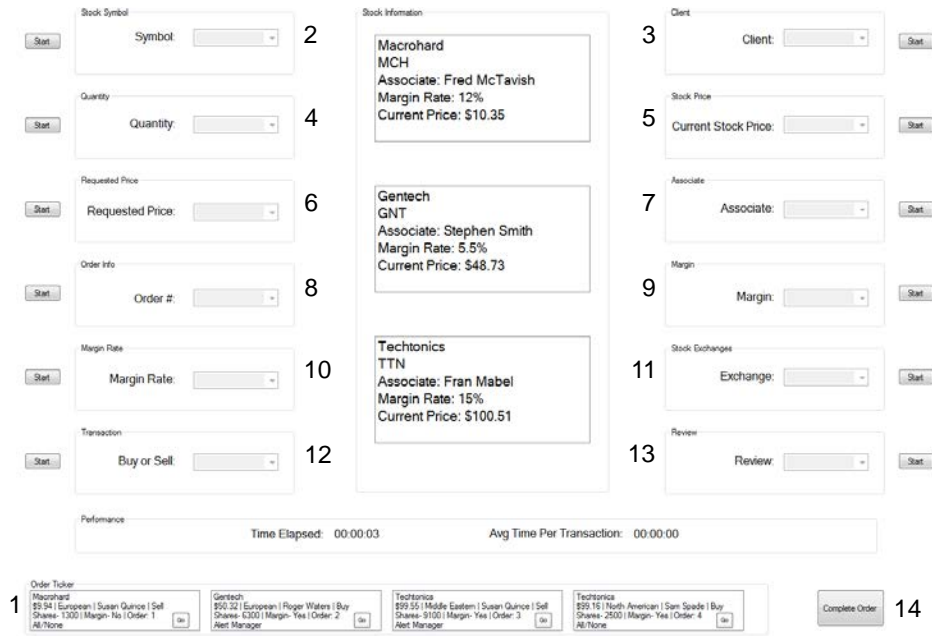 Stock Symbol
Start
Symbol:
2
Quantity
Start
Quantity:
4
Requested Price
Start
Requested Price:
6
Order Info
Start
Order #:
8
Margin Rate
Start
Margin Rate:
10
Transaction
Start
Buy or Sell:
12
Stock Information
Macrohard
MCH
Associate: Fred McTavish
Margin Rate: 12%
Current Price: $10.35
Gentech
GNT
Associate: Stephen Smith
Margin Rate: 5.5%
Current Price: $48.73
Techtonics
TTN
Associate: Fran Mabel
Margin Rate: 15%
Current Price: $100.51
Client
3
Client:
Start
Stock Price
5
Current Stock Price:
Start
Associate
7
Associate:
Start
Margin
9
Margin:
Start
Stock Exchanges
11
Exchange:
Start
Review
13
Review:
Start
Performance
Time Elapsed: 00:00:03 Avg Time Per Transaction: 00:00:00
Order Ticker
1
Macrohard
$9.94 | European | Susan Quince | Sell
Shares- 1300 | Margin- No | Order: 1
All/None
Go
Gentech
$50.32 | European | Roger Waters | Buy
Shares- 6300 | Margin- Yes | Order: 2
Alert Manager
Go
Techtonics
$99.55 | Middle Eastern | Susan Quince | Sell
Shares- 9100 | Margin- Yes | Order: 3
Alert Manager
Go
Techtonics
$99.16 | North American | Sam Spade | Buy
Shares- 2500 | Margin- Yes | Order: 4
All/None
Go
Complete Order
14